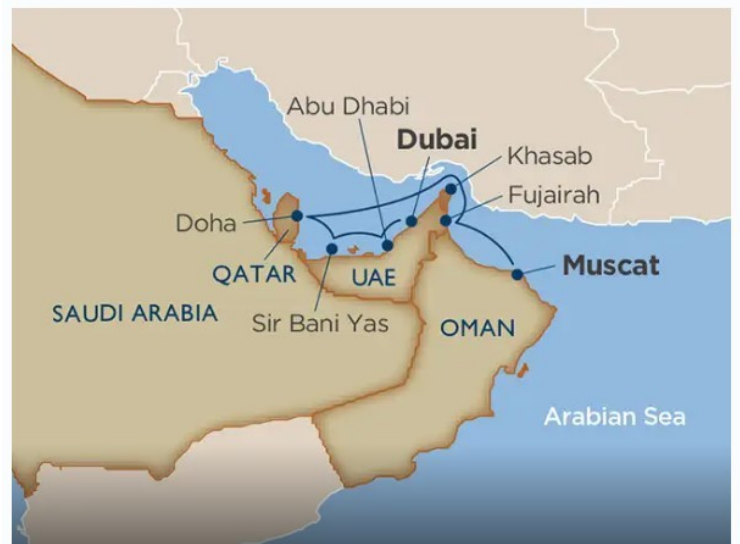 Abu Dhabi
Dubai
Khasab
Fujairah
Doha
Muscat
QATAR
UAE
SAUDI ARABIA
Sir Bani Yas
OMAN
Arabian Sea